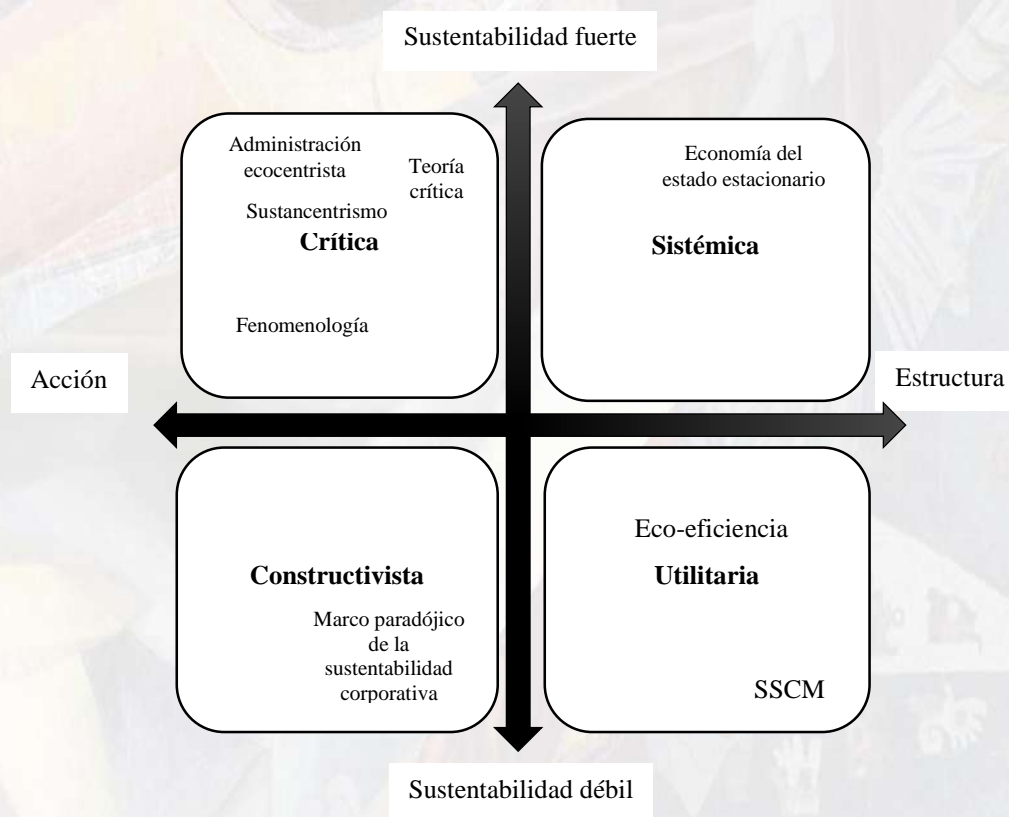 Sustentabilidad fuerte
Administración
ecocentrista
Teoría
crítica
Sustancentrismo
Crítica
Fenomenología
Economía del
estado estacionario
Sistémica
Acción
Estructura
Constructivista
Marco paradójico
de la
sustentabilidad
corporativa
Eco-eficiencia
Utilitaria
SSCM
Sustentabilidad débil